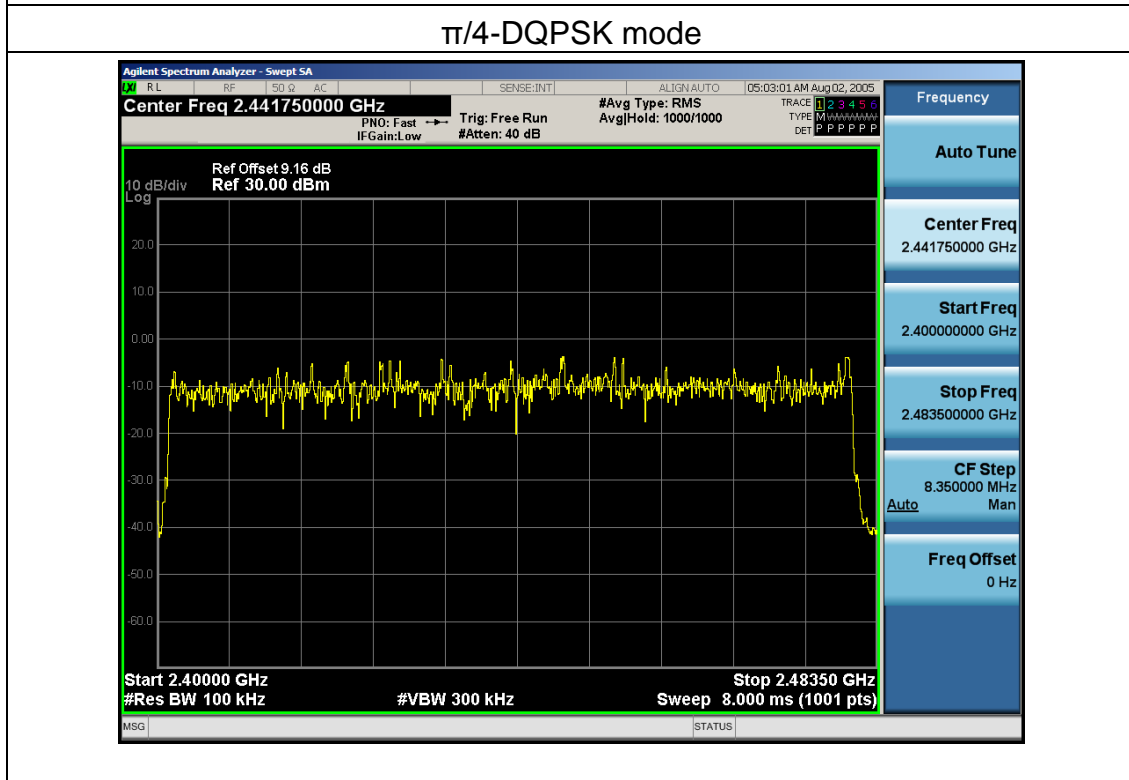 π/4-DQPSK mode
Agilent Spectrum Analyzer - Swept SA
LXI RL RF 50 Ω AC SENSE:INT ALIGN AUTO 05:03:01 AM Aug 02, 2005
Center Freq 2.441750000 GHz
PNO: Fast
IFGain:Low
Trig: Free Run
#Atten: 40 dB
#Avg Type: RMS
Avg|Hold: 1000/1000
TRACE 1 2 3 4 5 6
TYPE M
DET P P P P P P
Ref Offset 9.16 dB
10 dB/div Ref 30.00 dBm
Log
20.0
10.0
0.00
-10.0
-20.0
-30.0
-40.0
-50.0
-60.0
Start 2.40000 GHz Stop 2.48350 GHz
#Res BW 100 kHz #VBW 300 kHz Sweep 8.000 ms (1001 pts)
MSG STATUS
Frequency
Auto Tune
Center Freq
2.441750000 GHz
Start Freq
2.400000000 GHz
Stop Freq
2.483500000 GHz
CF Step
8.350000 MHz
Auto Man
Freq Offset
0 Hz